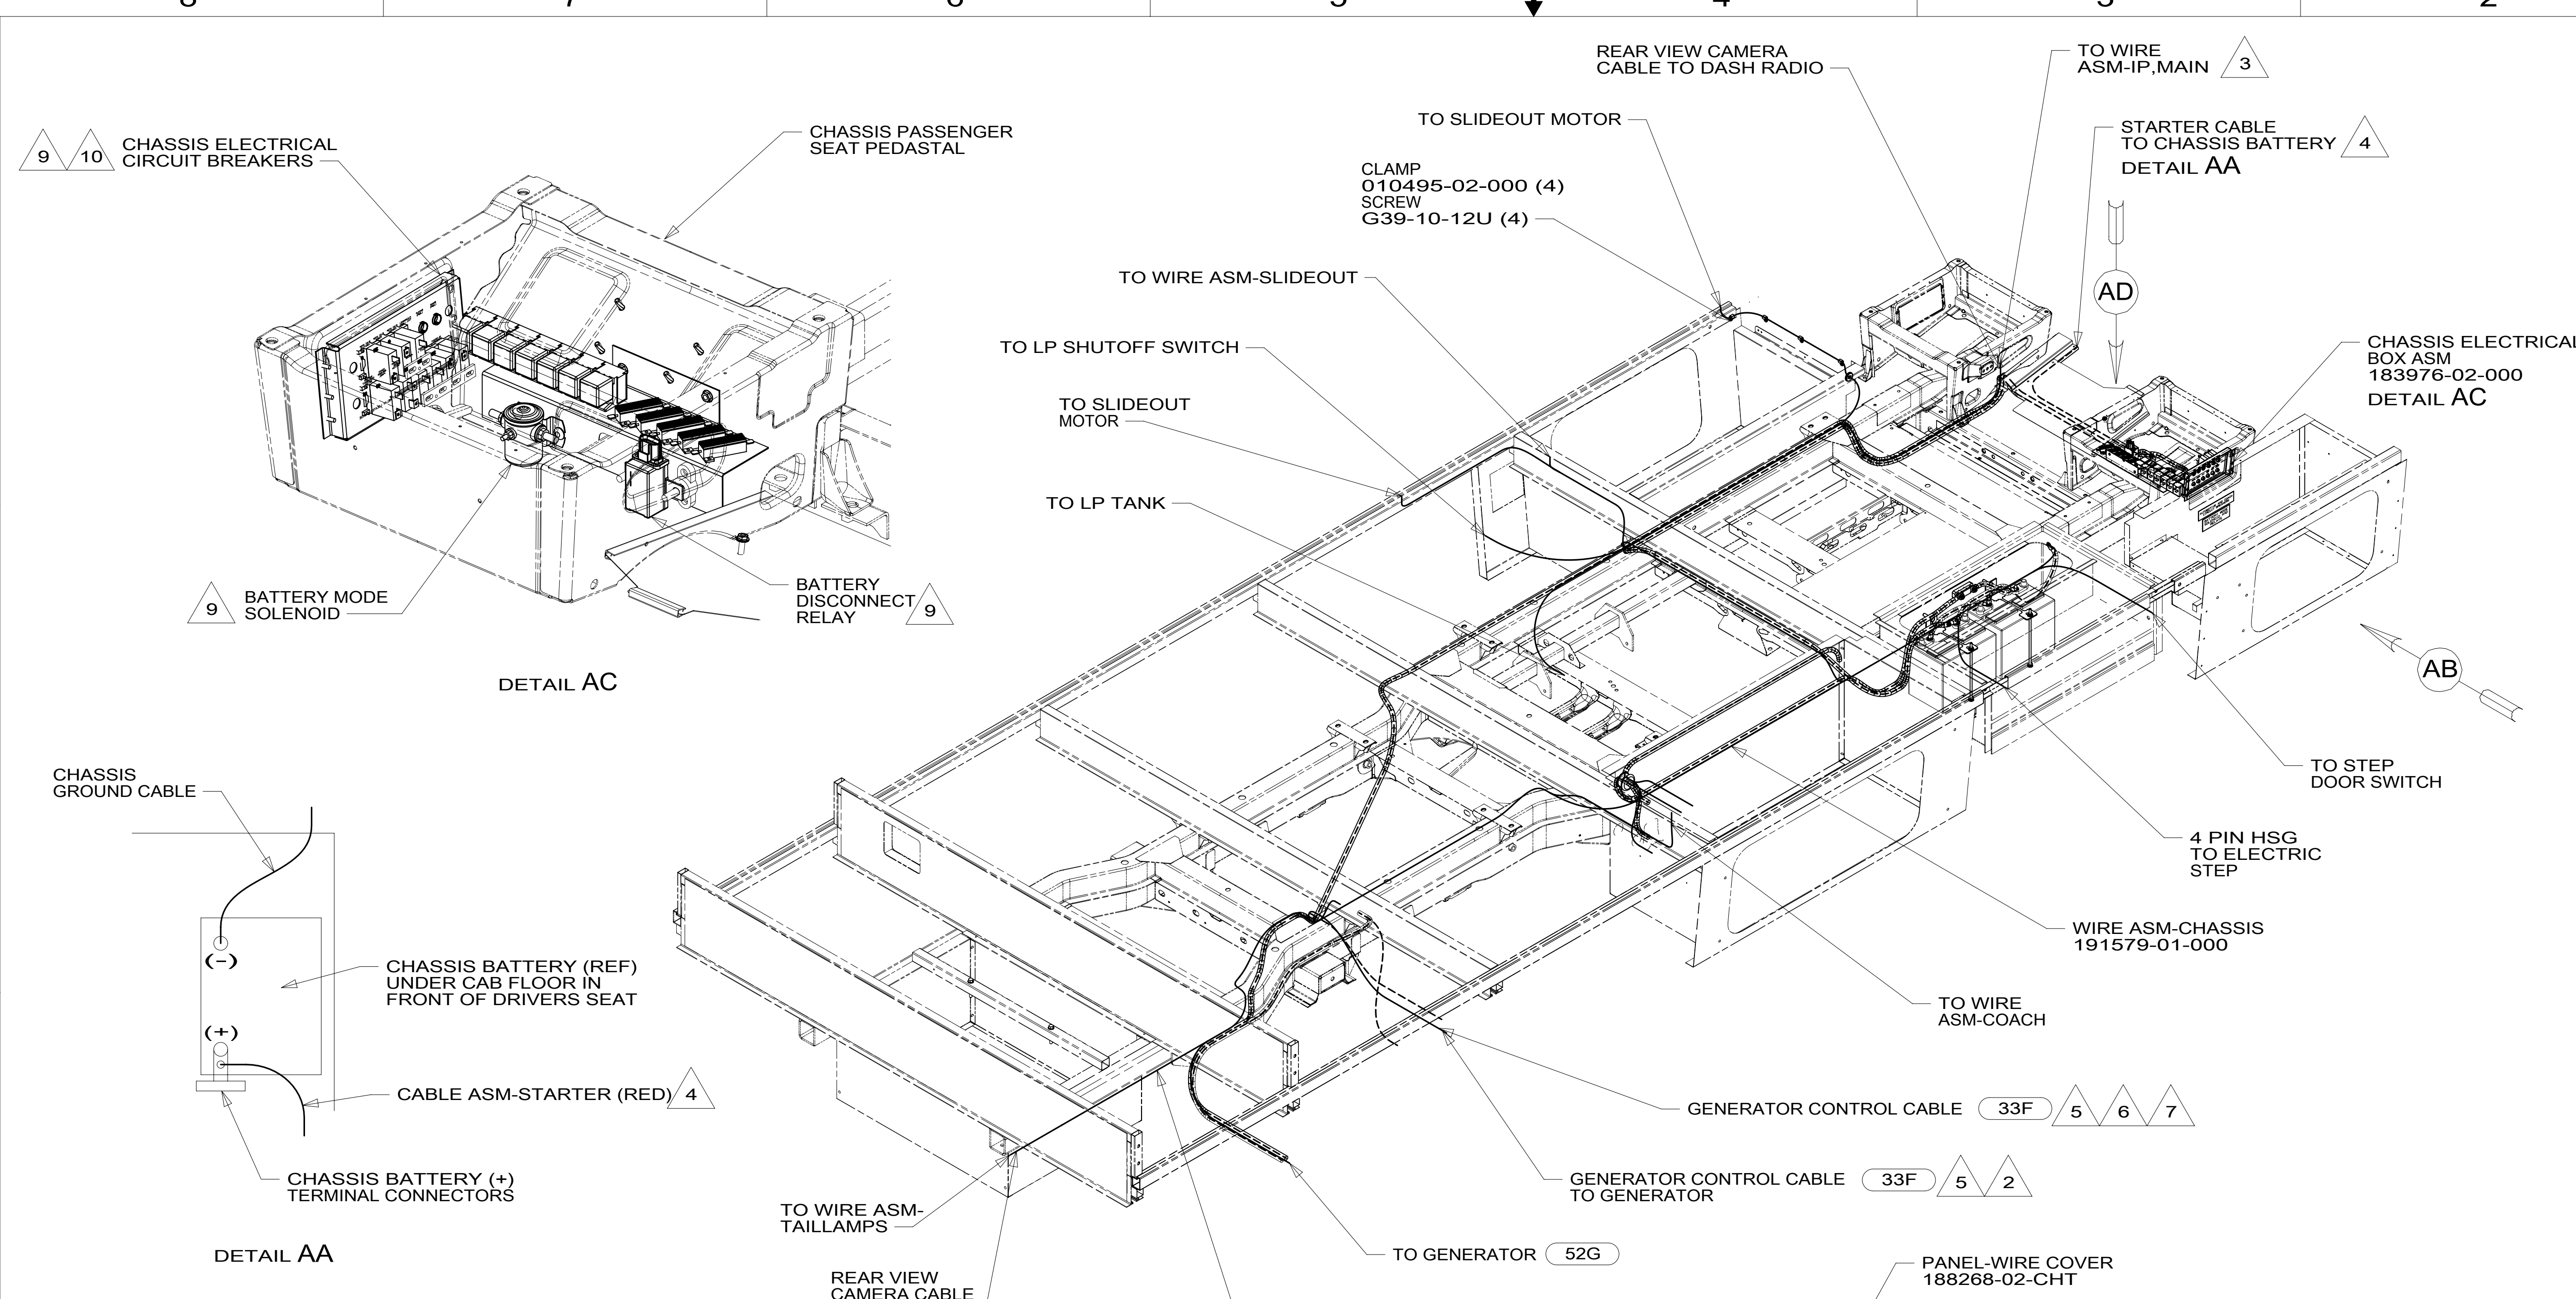 REAR VIEW CAMERA
CABLE TO DASH RADIO
TO WIRE
ASM-IP,MAIN
3
TO SLIDEOUT MOTOR
STARTER CABLE
TO CHASSIS BATTERY
4
DETAIL AA
9
10
CHASSIS ELECTRICAL
CIRCUIT BREAKERS
CHASSIS PASSENGER
SEAT PEDASTAL
CLAMP
010495-02-000 (4)
SCREW
G39-10-12U (4)
TO WIRE ASM-SLIDEOUT
AD
TO LP SHUTOFF SWITCH
CHASSIS ELECTRICAL
BOX ASM
183976-02-000
DETAIL AC
TO SLIDEOUT
MOTOR
TO LP TANK
9
BATTERY MODE
SOLENOID
BATTERY
DISCONNECT
RELAY
9
DETAIL AC
AB
CHASSIS
GROUND CABLE
TO STEP
DOOR SWITCH
4 PIN HSG
TO ELECTRIC
STEP
(-)
CHASSIS BATTERY (REF)
UNDER CAB FLOOR IN
FRONT OF DRIVERS SEAT
(+)
WIRE ASM-CHASSIS
191579-01-000
TO WIRE
ASM-COACH
CABLE ASM-STARTER (RED)
4
GENERATOR CONTROL CABLE
33F
5
6
7
CHASSIS BATTERY (+)
TERMINAL CONNECTORS
GENERATOR CONTROL CABLE
TO GENERATOR
33F
5
2
TO WIRE ASM-
TAILLAMPS
DETAIL AA
TO GENERATOR
52G
REAR VIEW
CAMERA CABLE
PANEL-WIRE COVER
188268-02-CHT